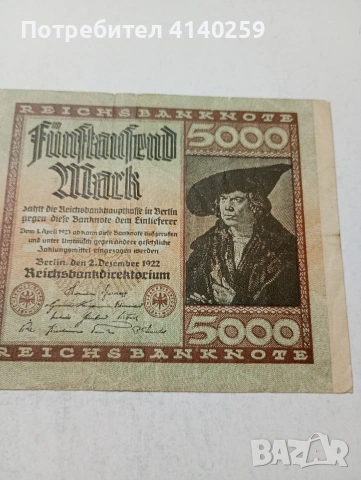 Потребител 4140259
REICHSBANKNOTE
Fünftausend
Mark
5000
zahlt die Reichsbankhauptkasse in Berlin
gegen diese Banknote dem Einlieferer
Vom 1. April 1923 ab kann diese Banknote aufgerufen
und unter Umtausch gegen andere gesetzliche
Zahlungsmittel eingezogen werden
Berlin, den 2. Dezember 1922
Reichsbankdirektorium
5000
REICHSBANKNOTE
BAZAR